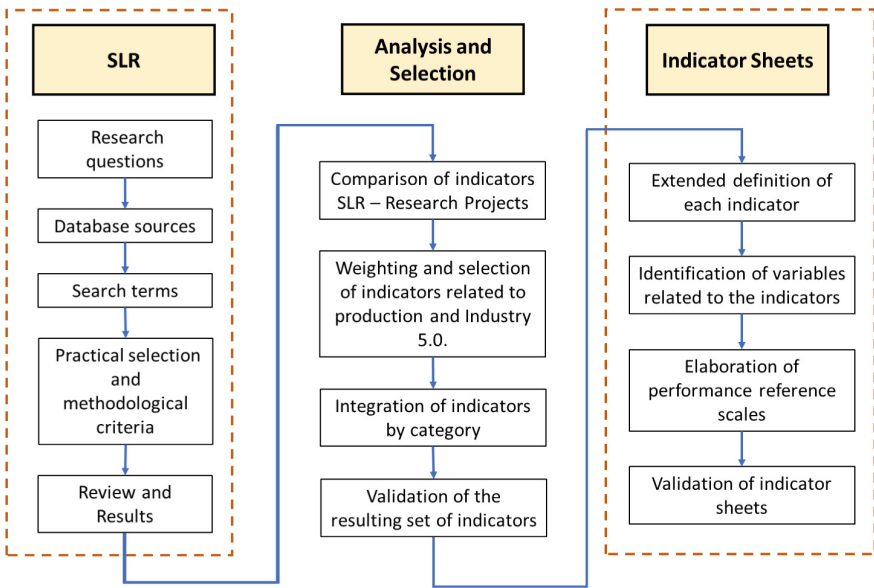 SLR
Research
questions
Database sources
Search terms
Practical selection
and
methodological
criteria
Review and
Results
Analysis and
Selection
Comparison of indicators
SLR – Research Projects
Weighting and selection
of indicators related to
production and Industry
5.0.
Integration of indicators
by category
Validation of the
resulting set of indicators
Indicator Sheets
Extended definition of
each indicator
Identification of variables
related to the indicators
Elaboration of
performance reference
scales
Validation of indicator
sheets